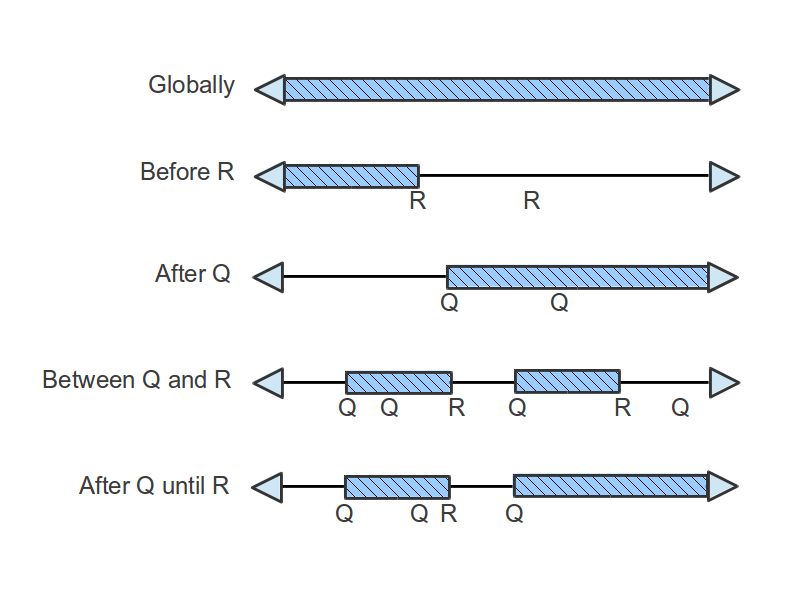 Globally
Before R
R R
After Q
Q Q
Between Q and R
Q Q R Q R Q
After Q until R
Q Q R Q